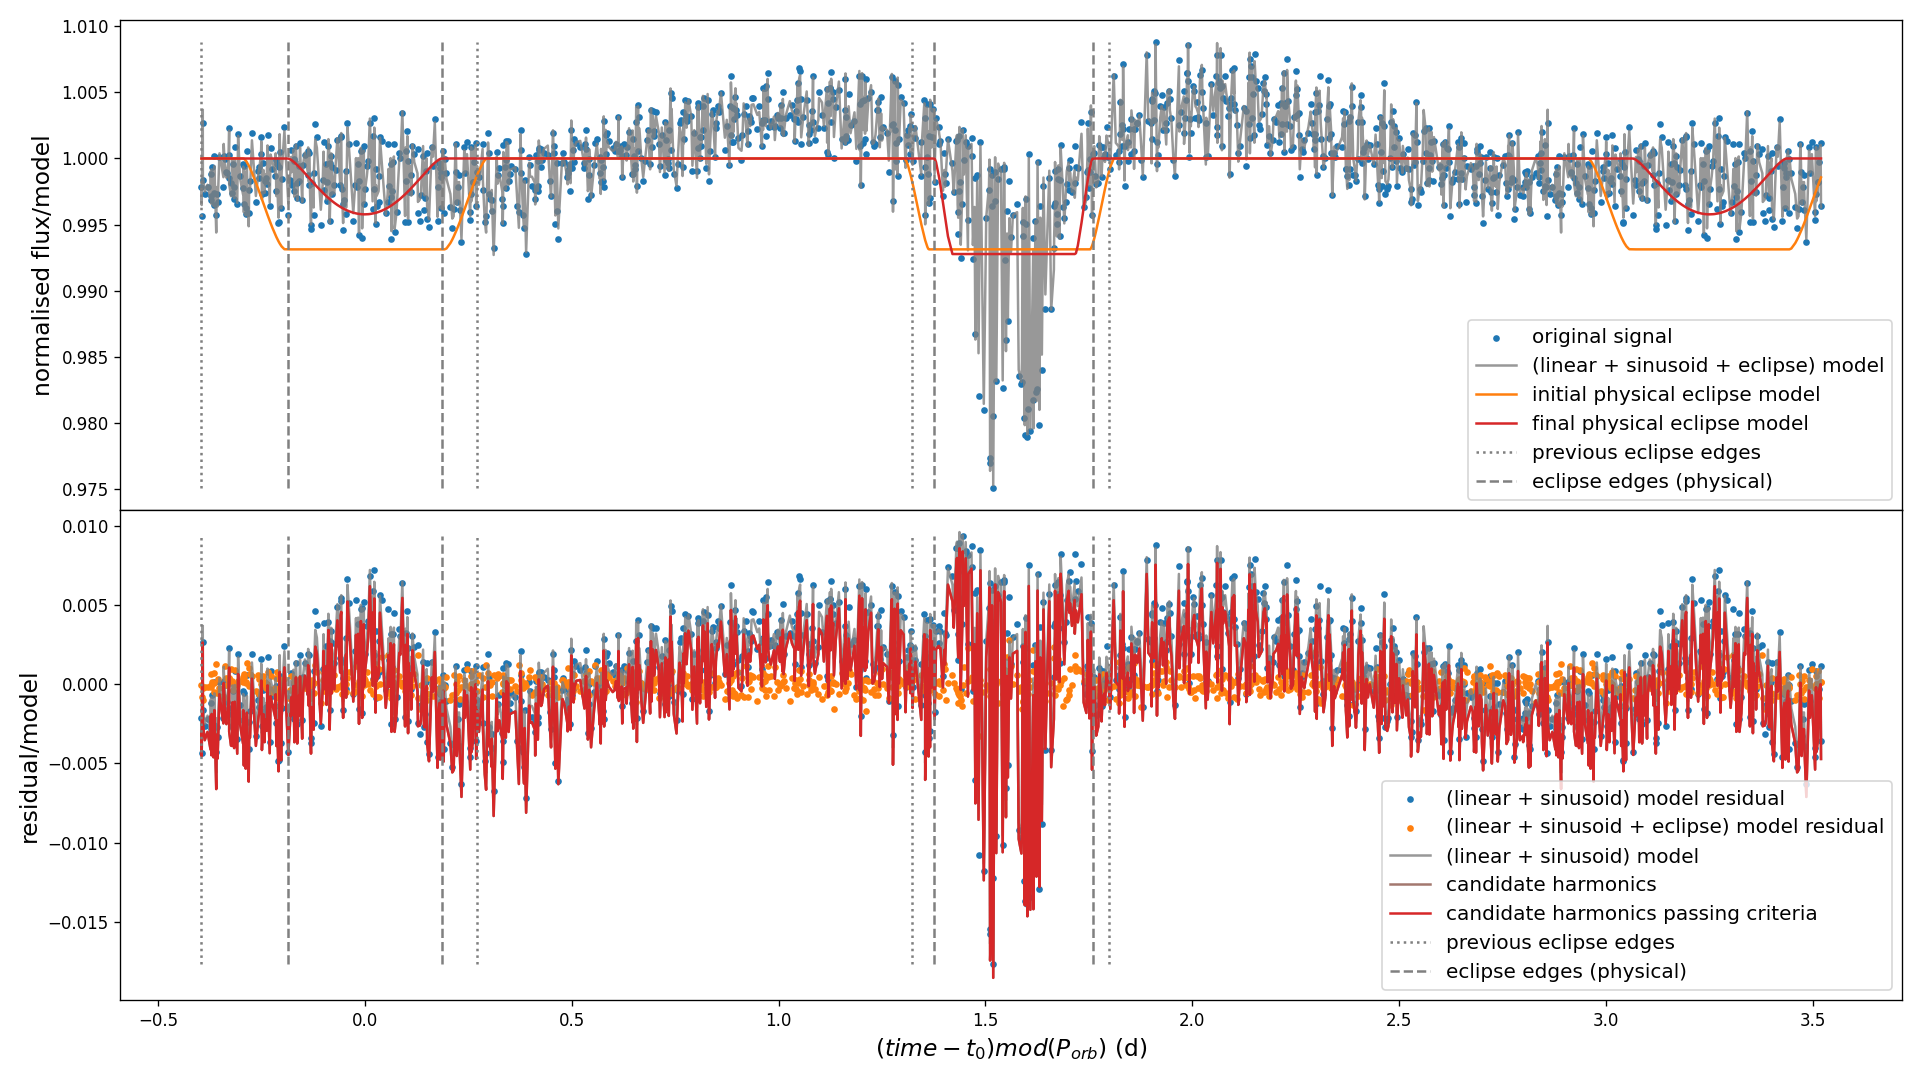 normalised flux/model
1.010
1.005
1.000
0.995
0.990
0.985
0.980
0.975
original signal
(linear + sinusoid + eclipse) model
initial physical eclipse model
final physical eclipse model
previous eclipse edges
eclipse edges (physical)
residual/model
0.010
0.005
0.000
−0.005
−0.010
−0.015
(linear + sinusoid) model residual
(linear + sinusoid + eclipse) model residual
(linear + sinusoid) model
candidate harmonics
candidate harmonics passing criteria
previous eclipse edges
eclipse edges (physical)
−0.5 0.0 0.5 1.0 1.5 2.0 2.5 3.0 3.5
(time − t₀)mod(Pₒᵣb) (d)